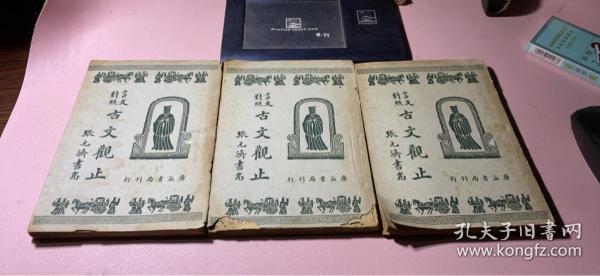 言文
對照
古文觀止
張元濟書耑
廣益書局刊行
言文
對照
古文觀止
張元濟書耑
廣益書局刊行
言文
對照
古文觀止
張元濟書耑
廣益書局刊行
孔夫子旧书网
www.kongfz.com